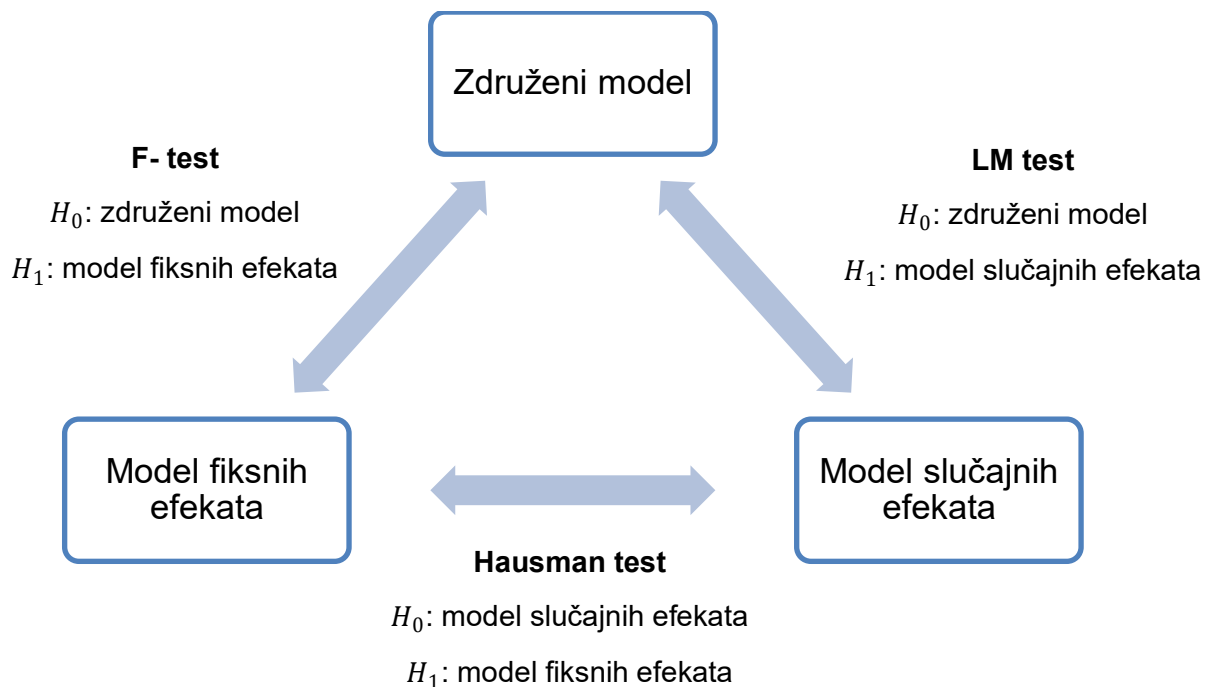 Združeni model
F- test
H₀: združeni model
H₁: model fiksnih efekata
LM test
H₀: združeni model
H₁: model slučajnih efekata
Model fiksnih
efekata
Model slučajnih
efekata
Hausman test
H₀: model slučajnih efekata
H₁: model fiksnih efekata